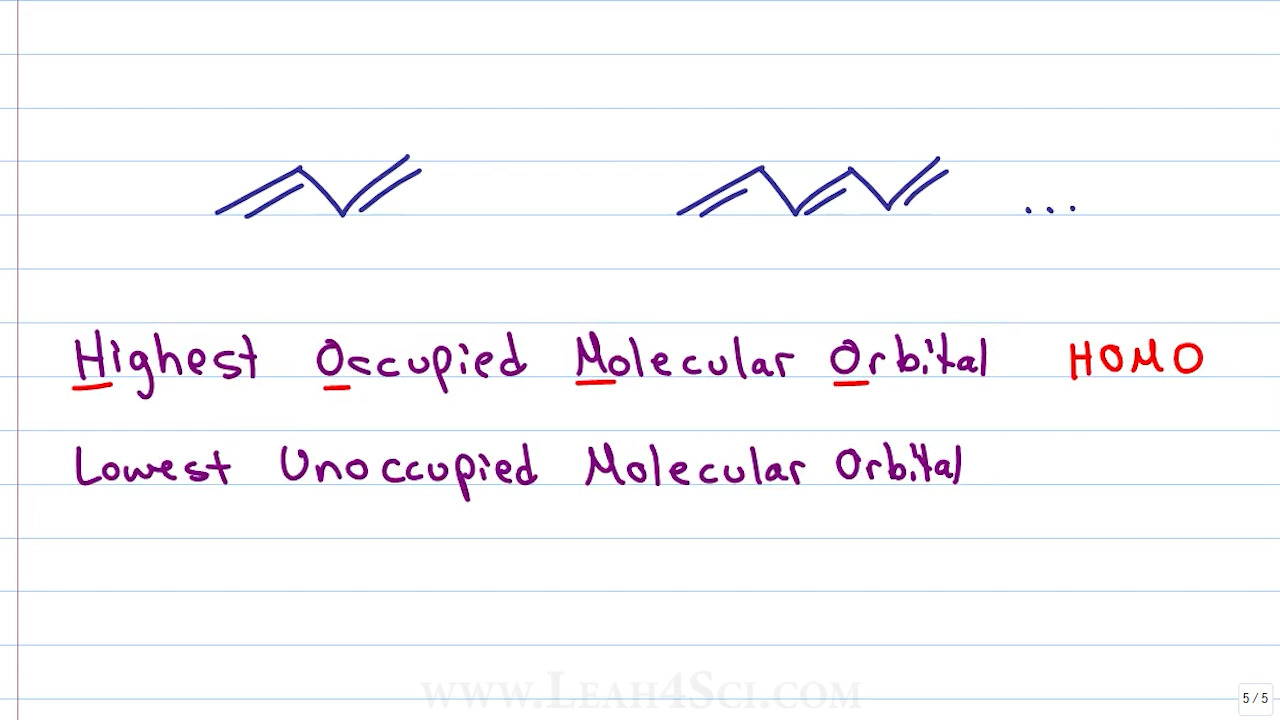 ...
Highest Occupied Molecular Orbital HOMO
Lowest Unoccupied Molecular Orbital
www.Leah4Sci.com
5 / 5